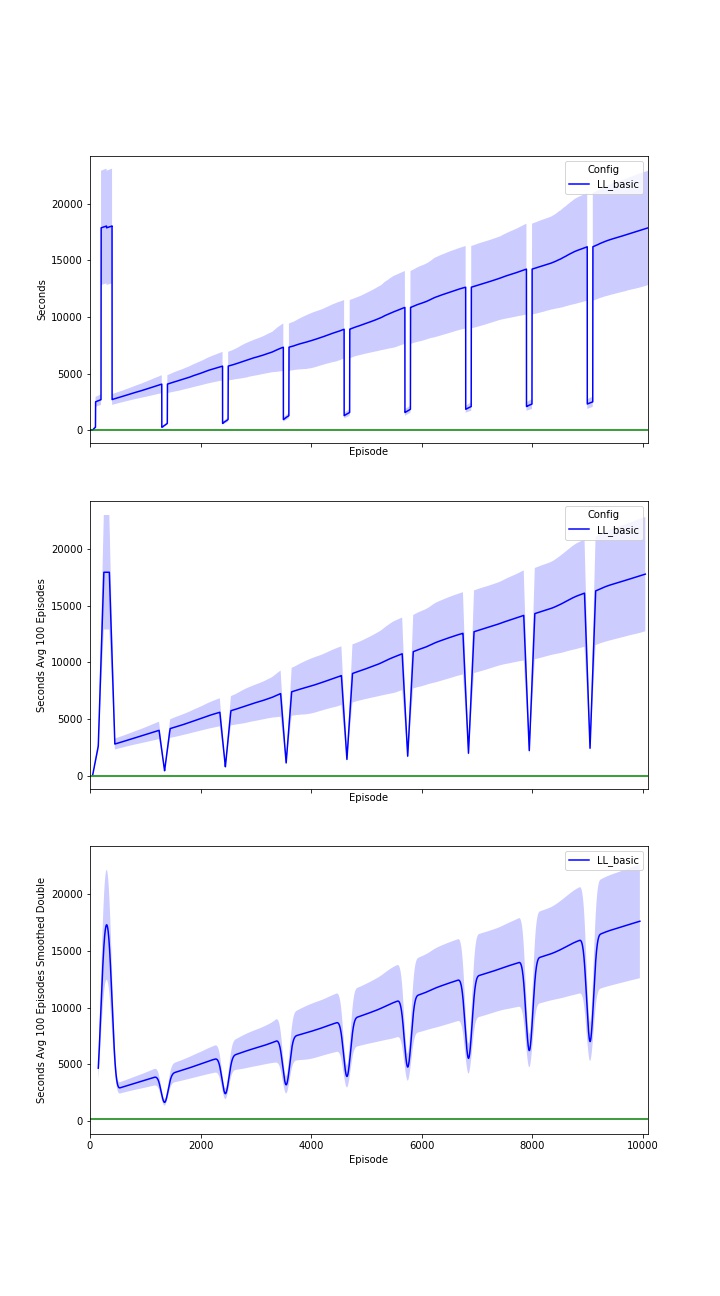 Config
LL_basic
20000
15000
10000
5000
0
Seconds
Episode
Config
LL_basic
20000
15000
10000
5000
0
Seconds Avg 100 Episodes
Episode
LL_basic
20000
15000
10000
5000
0
Seconds Avg 100 Episodes Smoothed Double
0 2000 4000 6000 8000 10000
Episode